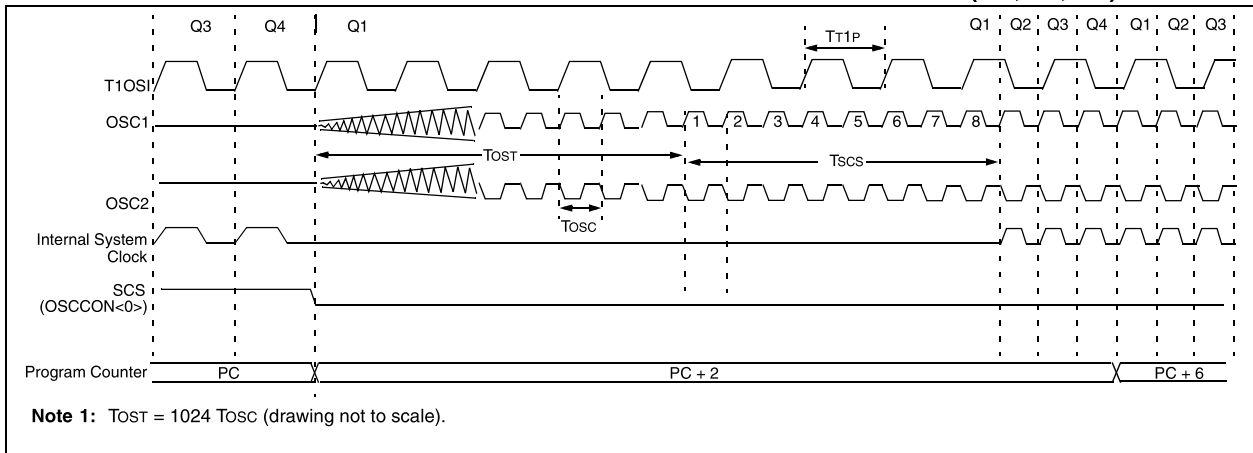 Q3 Q4 Q1 Q1 Q2 Q3 Q4 Q1 Q2 Q3
TT1P
T1OSI
OSC1
1 2 3 4 5 6 7 8
TOST
TSCS
OSC2
TOSC
Internal System
Clock
SCS
(OSCCON<0>)
Program Counter
PC PC + 2 PC + 6
Note 1: TOST = 1024 TOSC (drawing not to scale).